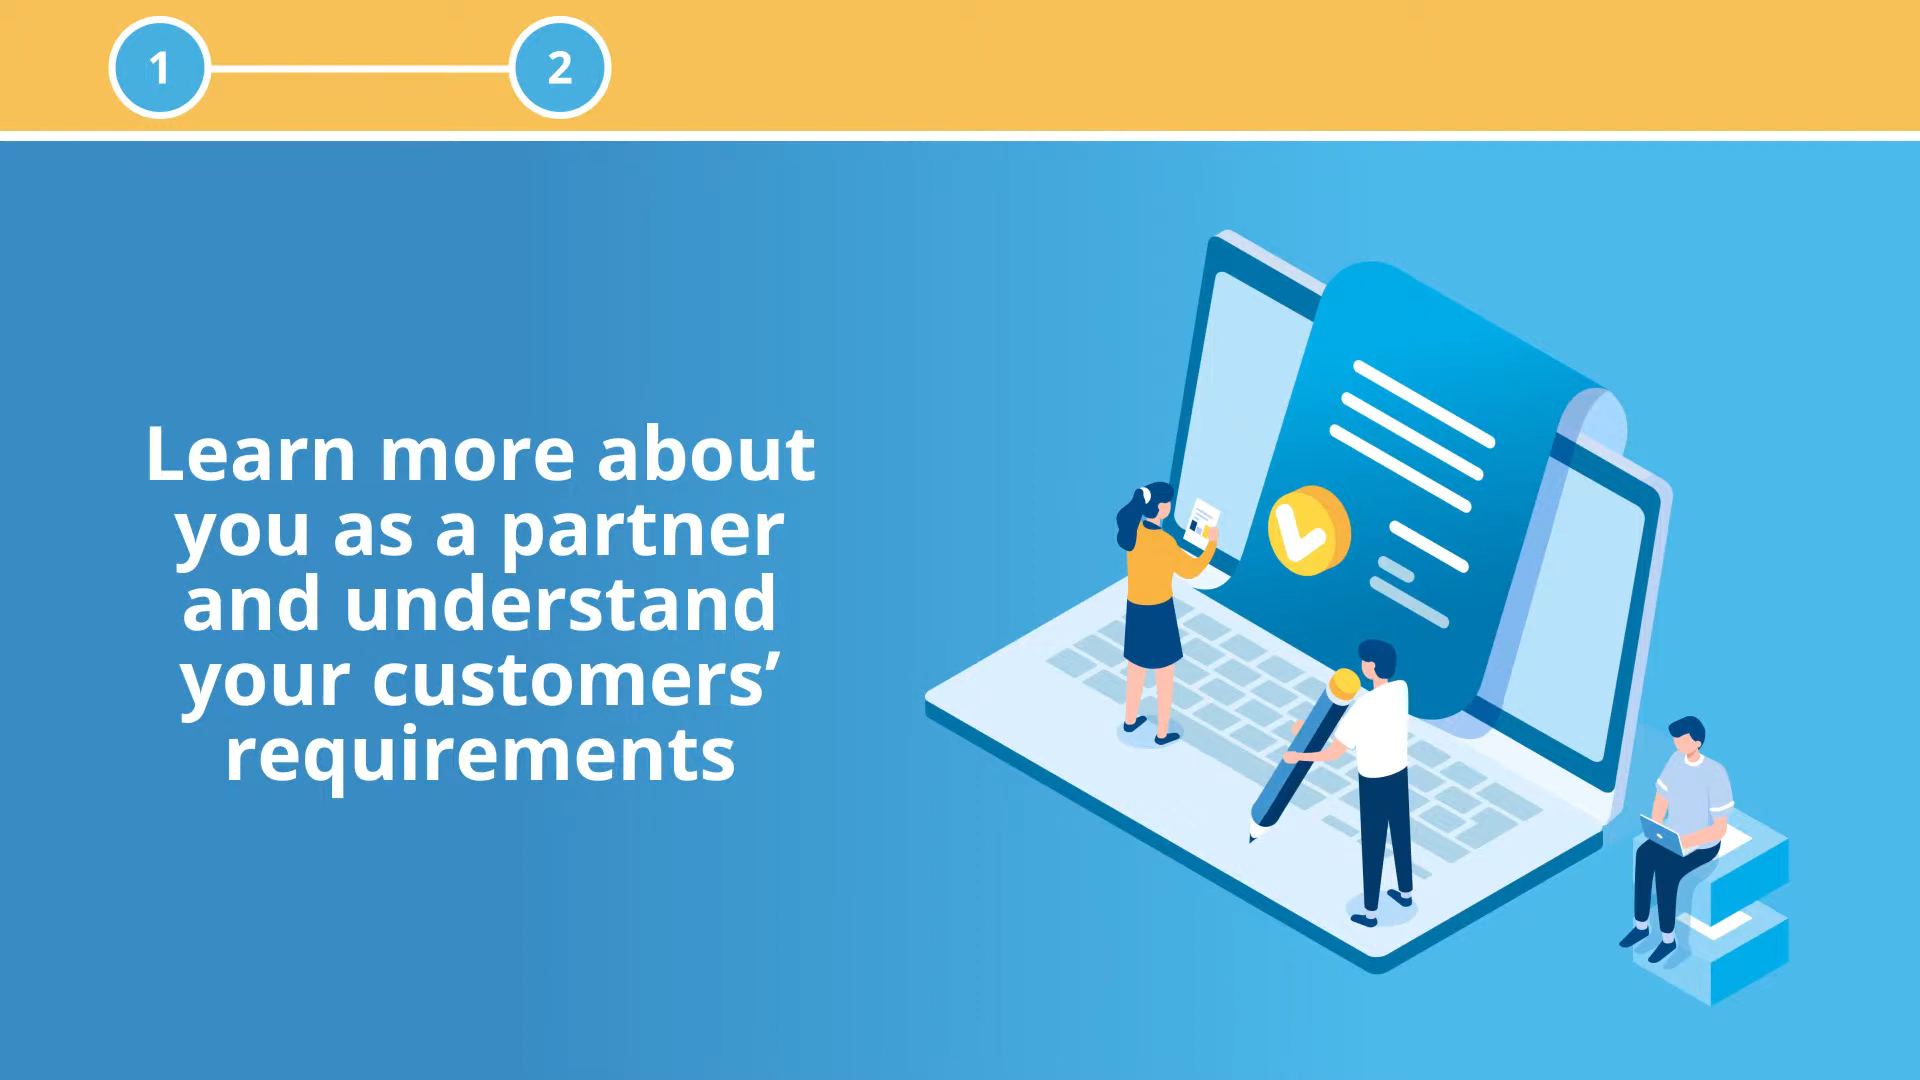 1
2
Learn more about
you as a partner
and understand
your customers’
requirements